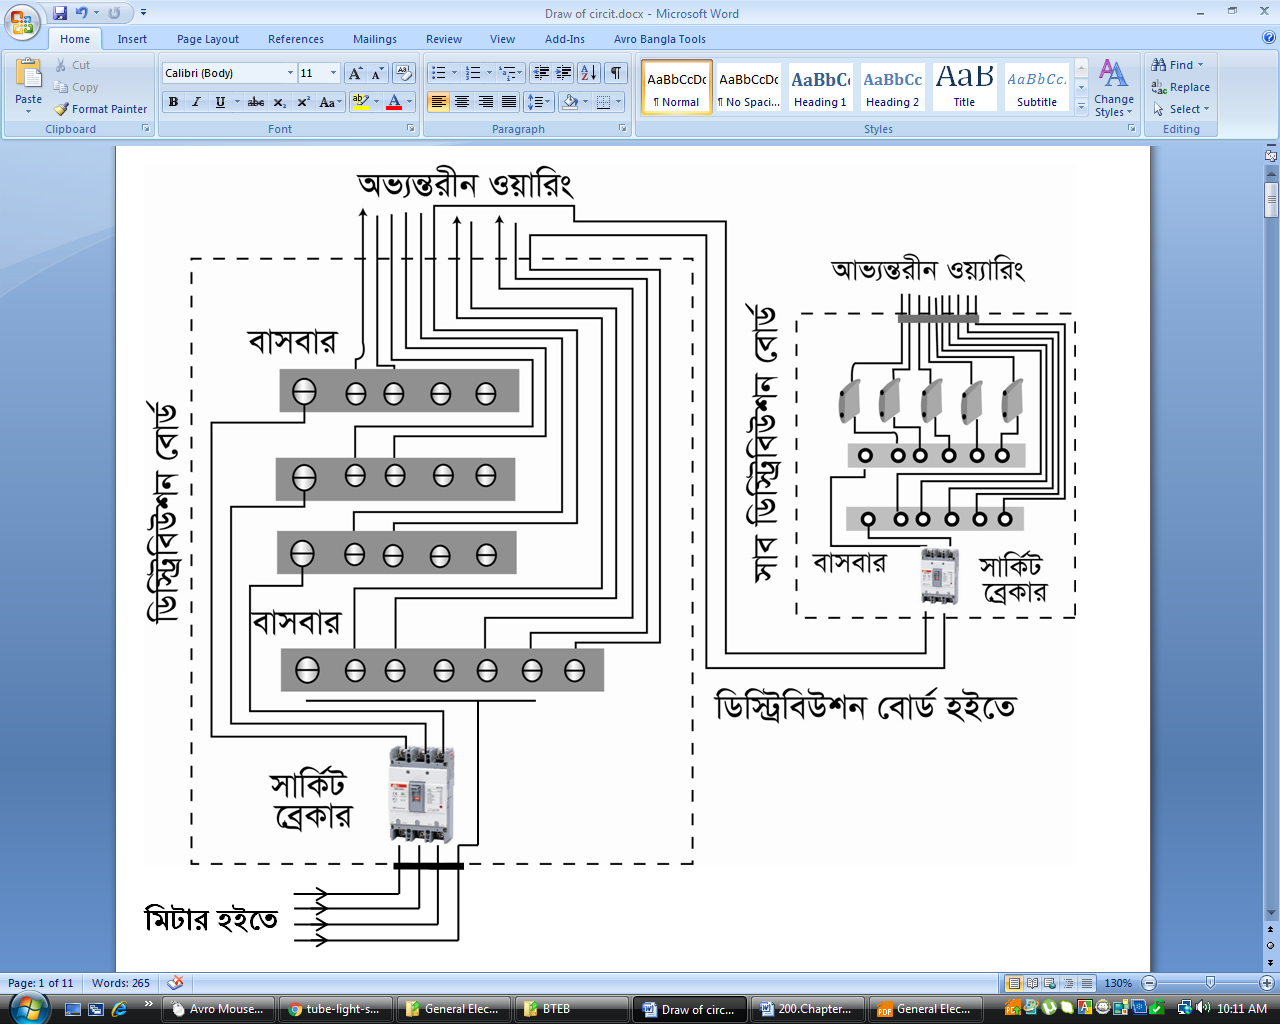 Draw of circit.docx - Microsoft Word
Home Insert Page Layout References Mailings Review View Add-Ins Avro Bangla Tools
Paste
Cut
Copy
Format Painter
Clipboard
Calibri (Body) 11
Font
Paragraph
AaBbCcDc AaBbCcDc AaBbC AaBbCc AaB AaBbCc.
¶ Normal ¶ No Spaci... Heading 1 Heading 2 Title Subtitle
Change Styles
Styles
Find
Replace
Select
Editing
অভ্যন্তরীন ওয়ারিং
আভ্যন্তরীন ওয়্যারিং
বাসবার
ডিস্ট্রিবিউশন বোর্ড
সাব ডিস্ট্রিবিউশন বোর্ড
বাসবার
সার্কিট
ব্রেকার
বাসবার
ডিস্ট্রিবিউশন বোর্ড হইতে
সার্কিট
ব্রেকার
মিটার হইতে
Page: 1 of 11 Words: 265 130%
Avro Mouse... tube-light-s... General Elec... BTEB Draw of circ... 200.Chapter... General Elec... 10:11 AM